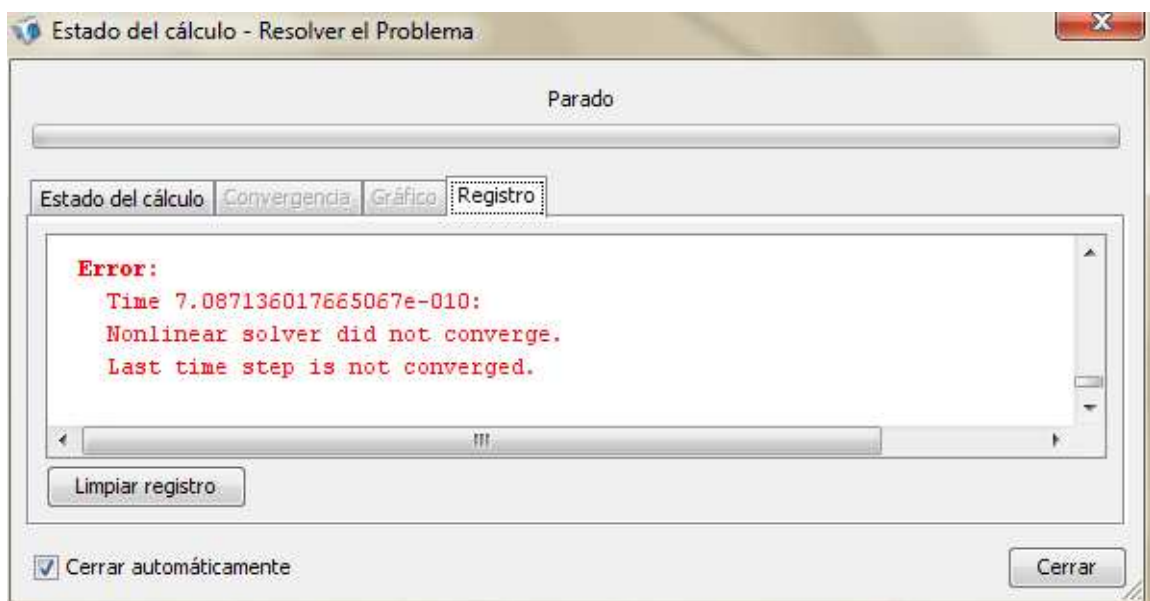 Estado del cálculo - Resolver el Problema
Parado
Estado del cálculo Convergencia Gráfico Registro
Error:
Time 7.087136017665067e-010:
Nonlinear solver did not converge.
Last time step is not converged.
Limpiar registro
Cerrar automáticamente
Cerrar